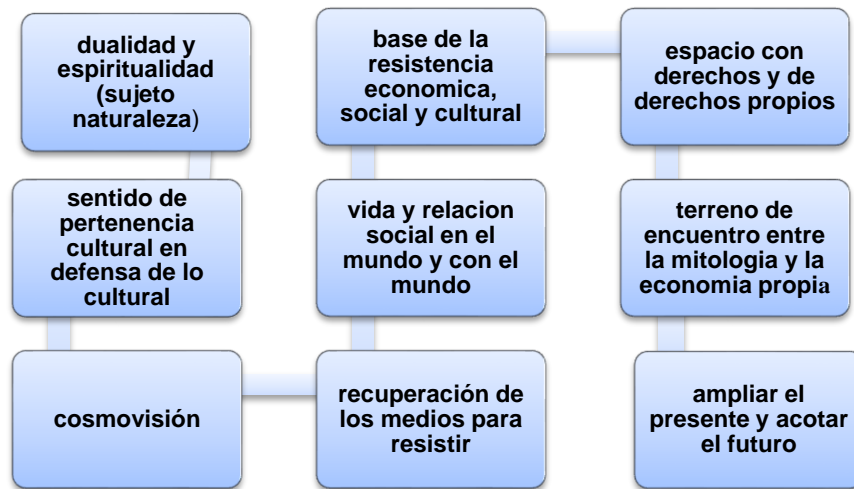 dualidad y
espiritualidad
(sujeto
naturaleza)
sentido de
pertenencia
cultural en
defensa de lo
cultural
cosmovisión
recuperación de
los medios para
resistir
vida y relacion
social en el
mundo y con el
mundo
base de la
resistencia
economica,
social y cultural
espacio con
derechos y de
derechos propios
terreno de
encuentro entre
la mitologia y la
economia propia
ampliar el
presente y acotar
el futuro